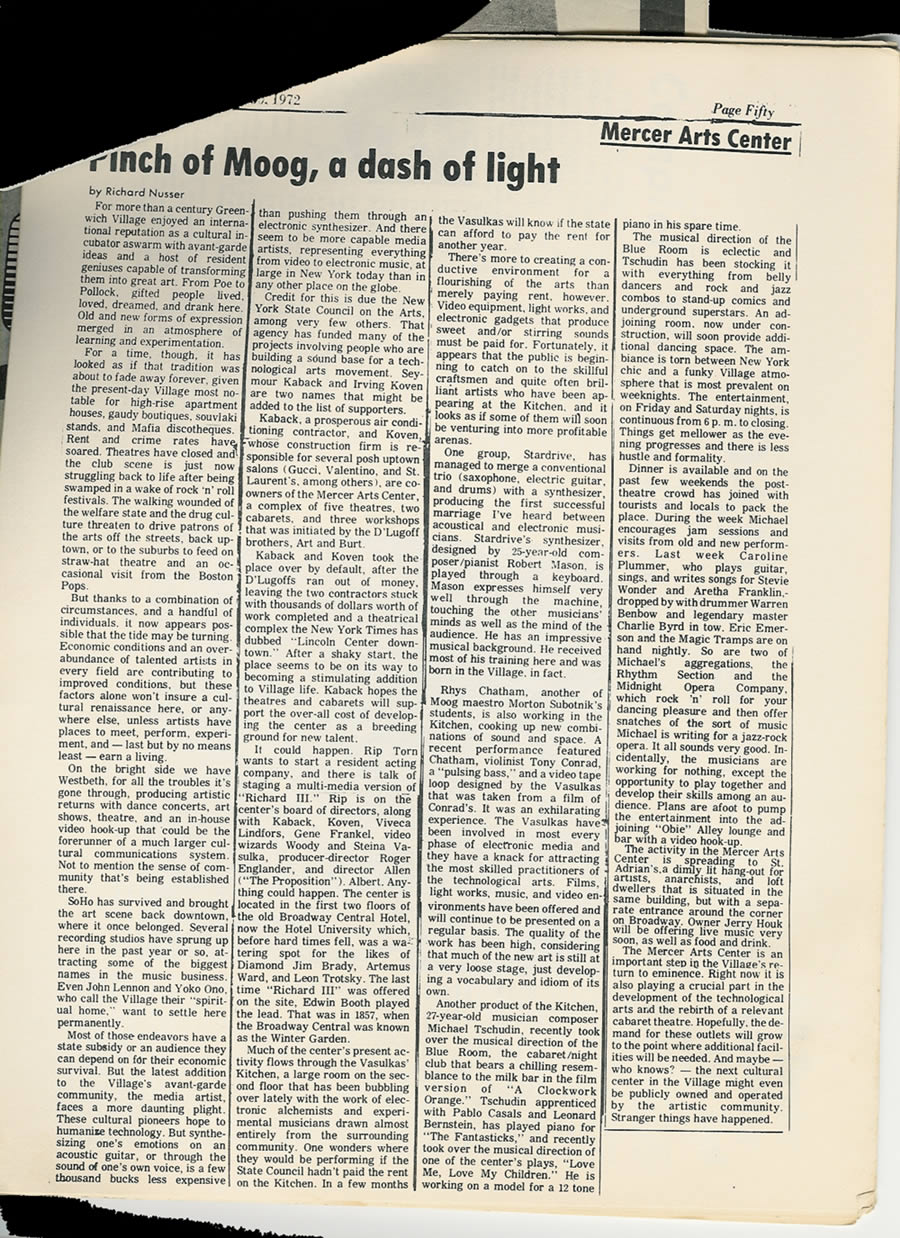 1972
Page Fifty
Mercer Arts Center
Pinch of Moog, a dash of light
by Richard Nusser
For more than a century Green-
wich Village enjoyed an interna-
tional reputation as a cultural in-
cubator aswarm with avant-garde
ideas and a host of resident
geniuses capable of transforming
them into great art. From Poe to
Pollock, gifted people lived,
loved, dreamed, and drank here.
Old and new forms of expression
merged in an atmosphere of
learning and experimentation.
For a time, though, it has
looked as if that tradition was
about to fade away forever, given
the present-day Village most no-
table for high-rise apartment
houses, gaudy boutiques, souvlaki
stands, and Mafia discotheques.
Rent and crime rates have
soared. Theatres have closed and
the club scene is just now
struggling back to life after being
swamped in a wake of rock 'n' roll
festivals. The walking wounded of
the welfare state and the drug cul-
ture threaten to drive patrons of
the arts off the streets, back up-
town, or to the suburbs to feed on
straw-hat theatre and an oc-
casional visit from the Boston
Pops.
But thanks to a combination of
circumstances, and a handful of
individuals, it now appears pos-
sible that the tide may be turning.
Economic conditions and an over-
abundance of talented artists in
every field are contributing to
improved conditions, but these
factors alone won't insure a cul-
tural renaissance here, or any-
where else, unless artists have
places to meet, perform, experi-
ment, and — last but by no means
least — earn a living.
On the bright side we have
Westbeth, for all the troubles it's
gone through, producing artistic
returns with dance concerts, art
shows, theatre, and an in-house
video hook-up that could be the
forerunner of a much larger cul-
tural communications system.
Not to mention the sense of com-
munity that's being established
there.
SoHo has survived and brought
the art scene back downtown,
where it once belonged. Several
recording studios have sprung up
here in the past year or so, at-
tracting some of the biggest
names in the music business.
Even John Lennon and Yoko Ono,
who call the Village their "spirit-
ual home," want to settle here
permanently.
Most of those endeavors have a
state subsidy or an audience they
can depend on for their economic
survival. But the latest addition
to the Village's avant-garde
community, the media artist,
faces a more daunting plight.
These cultural pioneers hope to
humanize technology. But synthe-
sizing one's emotions on an
acoustic guitar, or through the
sound of one's own voice, is a few
thousand bucks less expensive
than pushing them through an
electronic synthesizer. And there
seem to be more capable media
artists, representing everything
from video to electronic music, at
large in New York today than in
any other place on the globe.
Credit for this is due the New
York State Council on the Arts,
among very few others. That
agency has funded many of the
projects involving people who are
building a sound base for a tech-
nological arts movement. Sey-
mour Kaback and Irving Koven
are two names that might be
added to the list of supporters.
Kaback, a prosperous air condi-
tioning contractor, and Koven,
whose construction firm is re-
sponsible for several posh uptown
salons (Gucci, Valentino, and St.
Laurent's, among others), are co-
owners of the Mercer Arts Center,
a complex of five theatres, two
cabarets, and three workshops
that was initiated by the D'Lugoff
brothers, Art and Burt.
Kaback and Koven took the
place over by default, after the
D'Lugoffs ran out of money,
leaving the two contractors stuck
with thousands of dollars worth of
work completed and a theatrical
complex the New York Times has
dubbed "Lincoln Center down-
town." After a shaky start, the
place seems to be on its way to
becoming a stimulating addition
to Village life. Kaback hopes the
theatres and cabarets will sup-
port the over-all cost of develop-
ing the center as a breeding
ground for new talent.
It could happen. Rip Torn
wants to start a resident acting
company, and there is talk of
staging a multi-media version of
"Richard III." Rip is on the
center's board of directors, along
with Kaback, Koven, Viveca
Lindfors, Gene Frankel, video
wizards Woody and Steina Va-
sulka, producer-director Roger
Englander, and director Allen
("The Proposition"). Albert. Any-
thing could happen. The center is
located in the first two floors of
the old Broadway Central Hotel,
now the Hotel University which,
before hard times fell, was a wa-
tering spot for the likes of
Diamond Jim Brady, Artemus
Ward, and Leon Trotsky. The last
time "Richard III" was offered
on the site, Edwin Booth played
the lead. That was in 1857, when
the Broadway Central was known
as the Winter Garden.
Much of the center's present ac-
tivity flows through the Vasulkas'
Kitchen, a large room on the sec-
ond floor that has been bubbling
over lately with the work of elec-
tronic alchemists and experi-
mental musicians drawn almost
entirely from the surrounding
community. One wonders where
they would be performing if the
State Council hadn't paid the rent
on the Kitchen. In a few months
the Vasulkas will know if the state
can afford to pay the rent for
another year.
There's more to creating a con-
ductive environment for a
flourishing of the arts than
merely paying rent, however.
Video equipment, light works, and
electronic gadgets that produce
sweet and/or stirring sounds
must be paid for. Fortunately, it
appears that the public is begin-
ning to catch on to the skillful
craftsmen and quite often bril-
liant artists who have been ap-
pearing at the Kitchen, and it
looks as if some of them will soon
be venturing into more profitable
arenas.
One group, Stardrive, has
managed to merge a conventional
trio (saxophone, electric guitar,
and drums) with a synthesizer,
producing the first successful
marriage I've heard between
acoustical and electronic musi-
cians. Stardrive's synthesizer,
designed by 25-year-old com-
poser/pianist Robert Mason, is
played through a keyboard.
Mason expresses himself very
well through the machine,
touching the other musicians'
minds as well as the mind of the
audience. He has an impressive
musical background. He received
most of his training here and was
born in the Village, in fact.
Rhys Chatham, another of
Moog maestro Morton Subotnik's
students, is also working in the
Kitchen, cooking up new combi-
nations of sound and space. A
recent performance featured
Chatham, violinist Tony Conrad,
a "pulsing bass," and a video tape
loop designed by the Vasulkas
that was taken from a film of
Conrad's. It was an exhilarating
experience. The Vasulkas have
been involved in most every
phase of electronic media and
they have a knack for attracting
the most skilled practitioners of
the technological arts. Films,
light works, music, and video en-
vironments have been offered and
will continue to be presented on a
regular basis. The quality of the
work has been high, considering
that much of the new art is still at
a very loose stage, just develop-
ing a vocabulary and idiom of its
own.
Another product of the Kitchen,
27-year-old musician composer
Michael Tschudin, recently took
over the musical direction of the
Blue Room, the cabaret/night
club that bears a chilling resem-
blance to the milk bar in the film
version of "A Clockwork
Orange." Tschudin apprenticed
with Pablo Casals and Leonard
Bernstein, has played piano for
"The Fantasticks," and recently
took over the musical direction of
one of the center's plays, "Love
Me, Love My Children." He is
working on a model for a 12 tone
piano in his spare time.
The musical direction of the
Blue Room is eclectic and
Tschudin has been stocking it
with everything from belly
dancers and rock and jazz
combos to stand-up comics and
underground superstars. An ad-
joining room, now under con-
struction, will soon provide addi-
tional dancing space. The am-
biance is torn between New York
chic and a funky Village atmo-
sphere that is most prevalent on
weeknights. The entertainment,
on Friday and Saturday nights, is
continuous from 6 p. m. to closing.
Things get mellower as the eve-
ning progresses and there is less
hustle and formality.
Dinner is available and on the
past few weekends the post-
theatre crowd has joined with
tourists and locals to pack the
place. During the week Michael
encourages jam sessions and
visits from old and new perform-
ers. Last week Caroline
Plummer, who plays guitar,
sings, and writes songs for Stevie
Wonder and Aretha Franklin,
dropped by with drummer Warren
Benbow and legendary master
Charlie Byrd in tow. Eric Emer-
son and the Magic Tramps are on
hand nightly. So are two of
Michael's aggregations, the
Rhythm Section and the
Midnight Opera Company,
which rock 'n' roll for your
dancing pleasure and then offer
snatches of the sort of music
Michael is writing for a jazz-rock
opera. It all sounds very good. In-
cidentally, the musicians are
working for nothing, except the
opportunity to play together and
develop their skills among an au-
dience. Plans are afoot to pump
the entertainment into the ad-
joining "Obie" Alley lounge and
bar with a video hook-up.
The activity in the Mercer Arts
Center is spreading to St.
Adrian's, a dimly lit hang-out for
artists, anarchists, and loft
dwellers that is situated in the
same building, but with a sepa-
rate entrance around the corner
on Broadway. Owner Jerry Houk
will be offering live music very
soon, as well as food and drink.
The Mercer Arts Center is an
important step in the Village's re-
turn to eminence. Right now it is
also playing a crucial part in the
development of the technological
arts and the rebirth of a relevant
cabaret theatre. Hopefully, the de-
mand for these outlets will grow
to the point where additional facil-
ities will be needed. And maybe —
who knows? — the next cultural
center in the Village might even
be publicly owned and operated
by the artistic community.
Stranger things have happened.